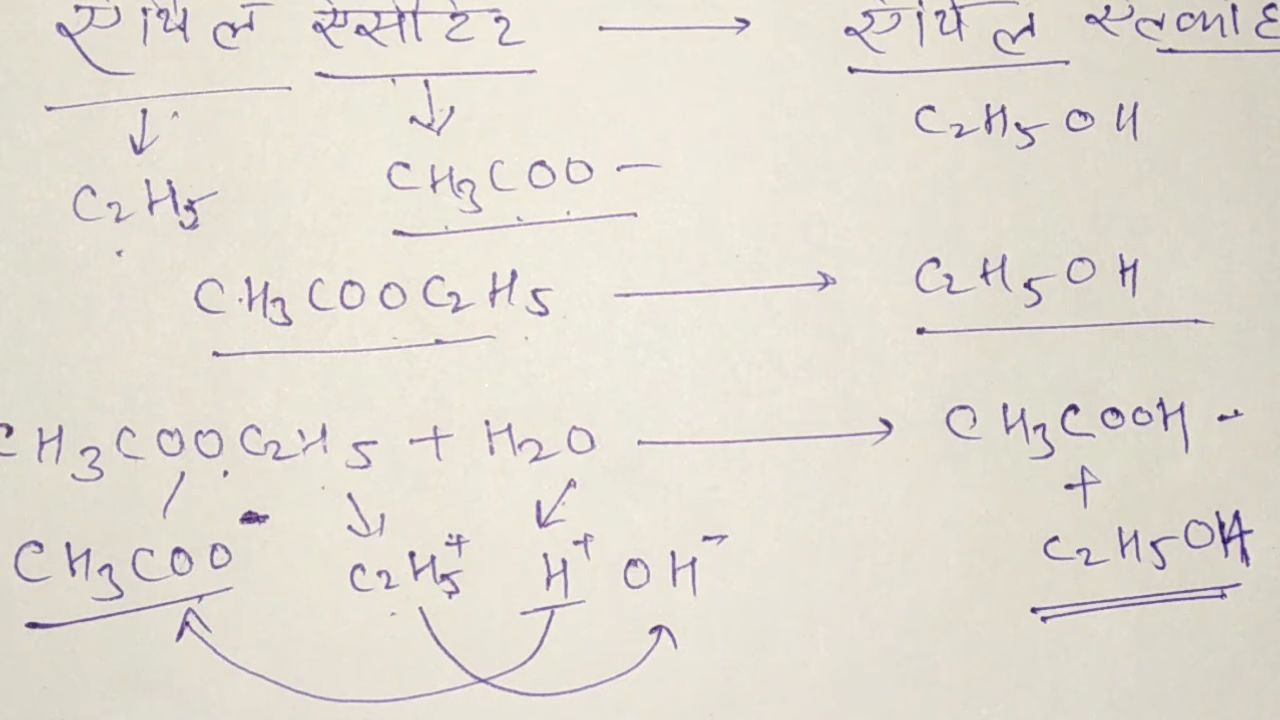 एथिल एसीटेट → एथिल एल्कोह
C2H5 CH3COO– C2H5OH
CH3COOC2H5 → C2H5OH
CH3COOC2H5 + H2O → CH3COOH
+
CH3COO- C2H5+ H+ OH- C2H5OH